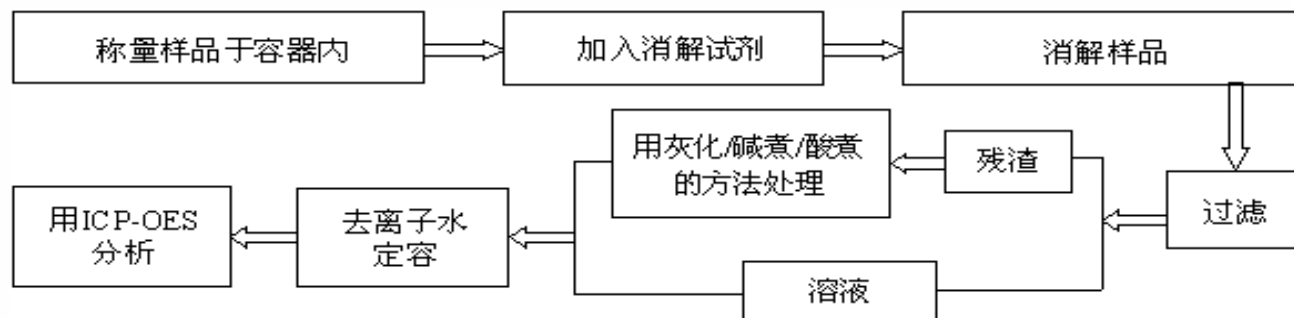 称量样品于容器内
加入消解试剂
消解样品
过滤
残渣
用灰化/碱煮/酸煮
的方法处理
溶液
去离子水
定容
用ICP-OES
分析